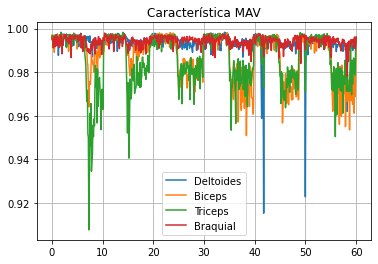 Característica MAV
1.00
0.98
0.96
0.94
0.92
Deltoides
Biceps
Triceps
Braquial
0 10 20 30 40 50 60